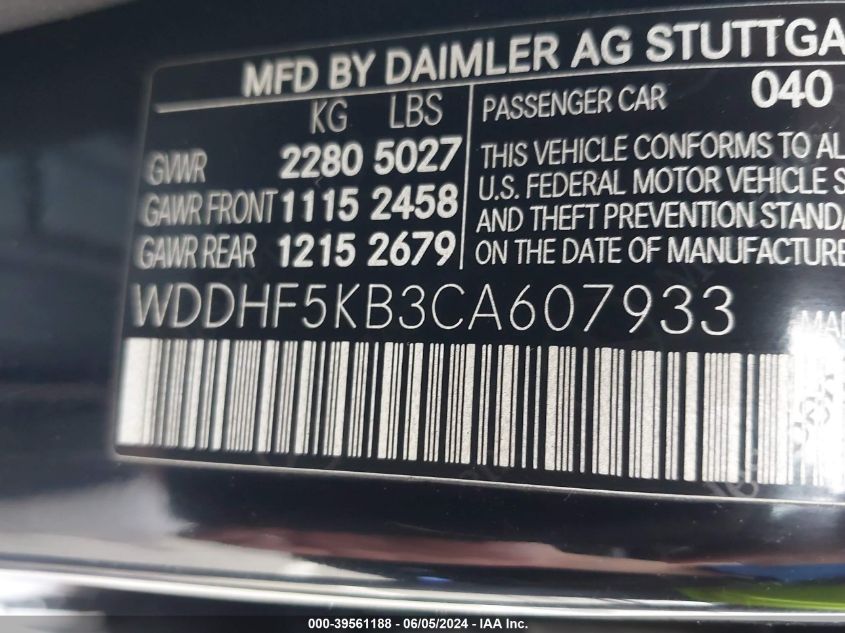 MFD BY DAIMLER AG STUTTGA
KG LBS
GVWR 2280 5027
GAWR FRONT 1115 2458
GAWR REAR 1215 2679
PASSENGER CAR 040
THIS VEHICLE CONFORMS TO AL
U.S. FEDERAL MOTOR VEHICLE S
AND THEFT PREVENTION STANDA
ON THE DATE OF MANUFACTURE
WDDHF5KB3CA607933
000-39561188 - 06/05/2024 - IAA Inc.